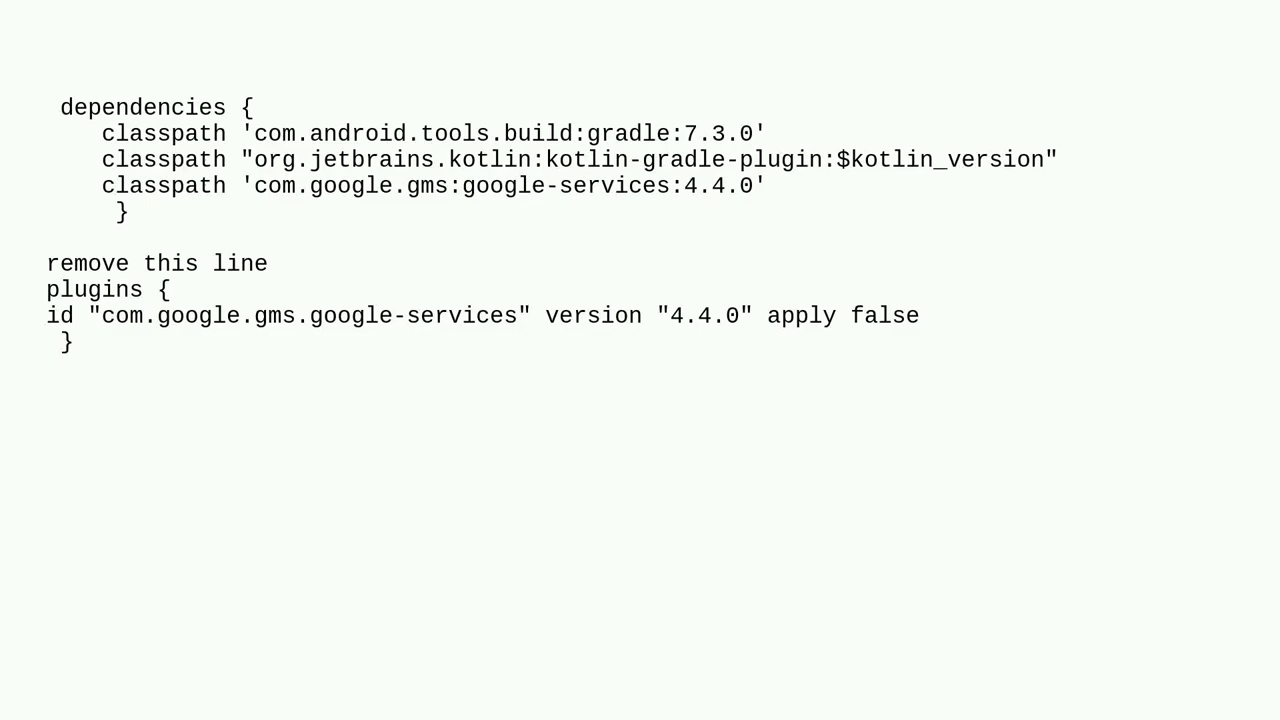 dependencies {
classpath 'com.android.tools.build:gradle:7.3.0'
classpath "org.jetbrains.kotlin:kotlin-gradle-plugin:$kotlin_version"
classpath 'com.google.gms:google-services:4.4.0'
}
remove this line
plugins {
id "com.google.gms.google-services" version "4.4.0" apply false
}